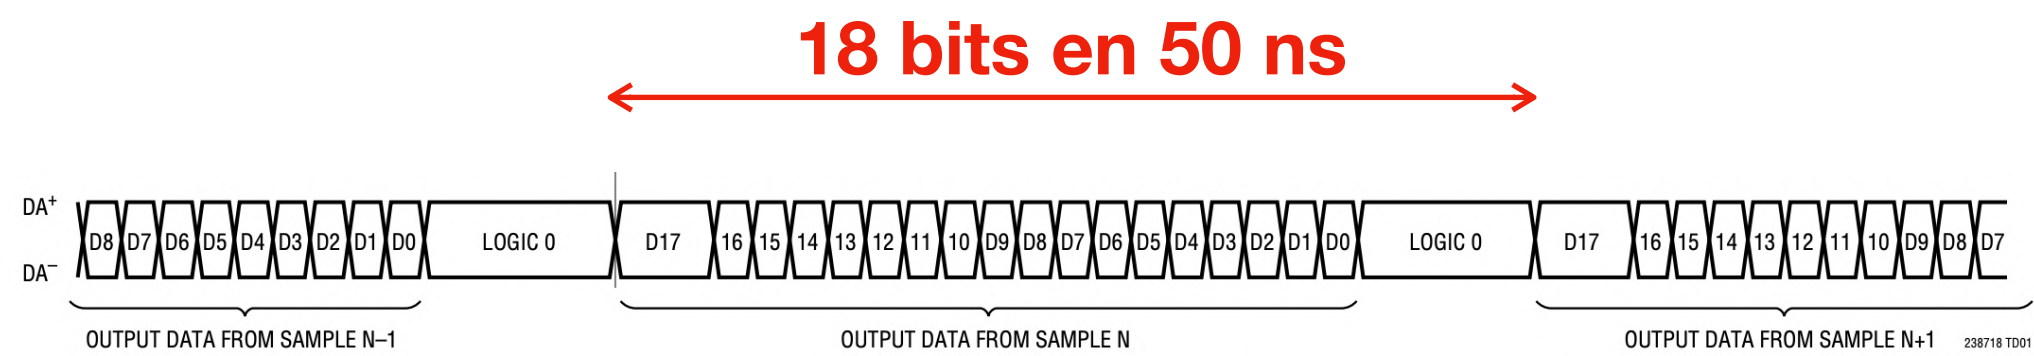 18 bits en 50 ns
DA+
DA−
D8 D7 D6 D5 D4 D3 D2 D1 D0 LOGIC 0 D17 16 15 14 13 12 11 10 D9 D8 D7 D6 D5 D4 D3 D2 D1 D0 LOGIC 0 D17 16 15 14 13 12 11 10 D9 D8 D7
OUTPUT DATA FROM SAMPLE N–1 OUTPUT DATA FROM SAMPLE N OUTPUT DATA FROM SAMPLE N+1 238718 TD01